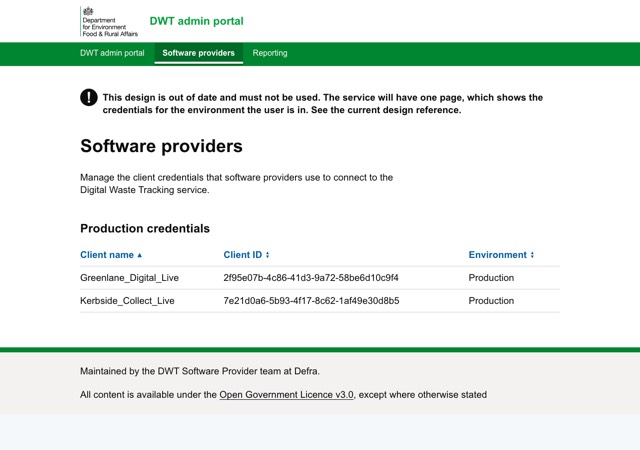 Department
for Environment
Food & Rural Affairs
DWT admin portal
DWT admin portal
Software providers
Reporting
This design is out of date and must not be used. The service will have one page, which shows the
credentials for the environment the user is in. See the current design reference.
Software providers
Manage the client credentials that software providers use to connect to the
Digital Waste Tracking service.
Production credentials
Client name ▲ Client ID Environment
Greenlane_Digital_Live 2f95e07b-4c86-41d3-9a72-58be6d10c9f4 Production
Kerbside_Collect_Live 7e21d0a6-5b93-4f17-8c62-1af49e30d8b5 Production
Maintained by the DWT Software Provider team at Defra.
All content is available under the Open Government Licence v3.0, except where otherwise stated